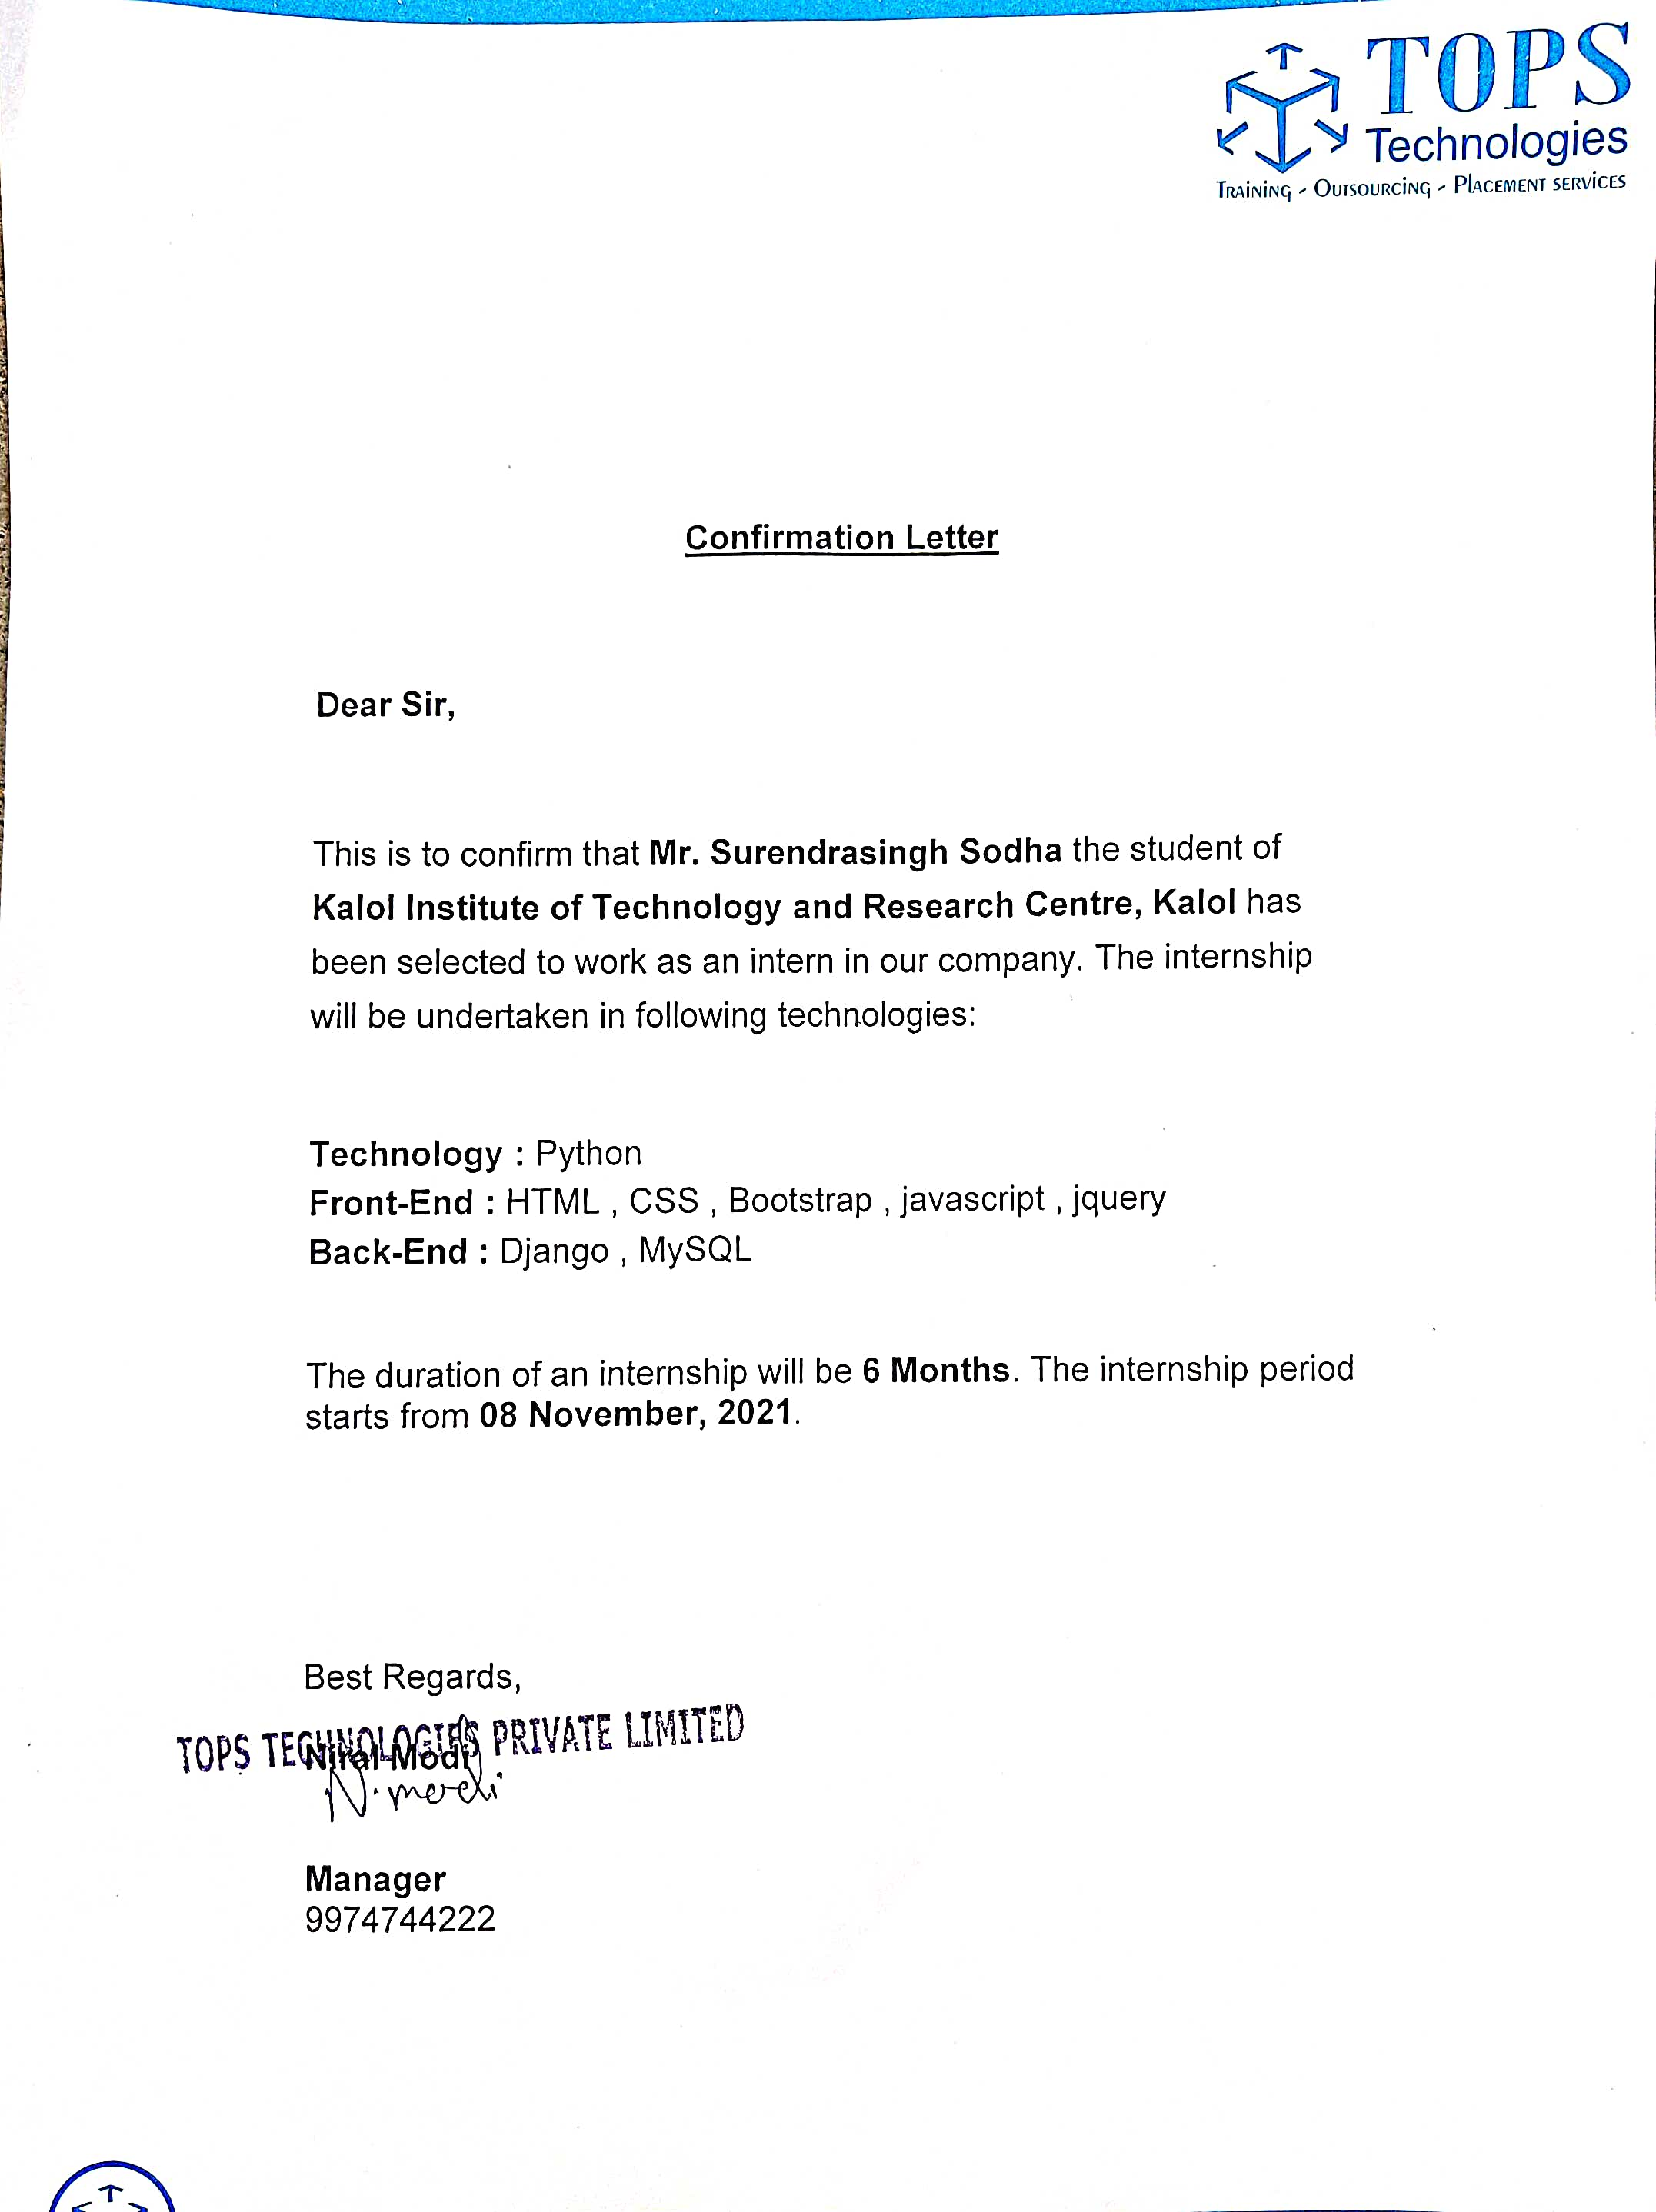 TOPS
Technologies
Training - Outsourcing - Placement services
Confirmation Letter
Dear Sir,
This is to confirm that Mr. Surendrasingh Sodha the student of
Kalol Institute of Technology and Research Centre, Kalol has
been selected to work as an intern in our company. The internship
will be undertaken in following technologies:
Technology : Python
Front-End : HTML , CSS , Bootstrap , javascript , jquery
Back-End : Django , MySQL
The duration of an internship will be 6 Months. The internship period
starts from 08 November, 2021.
Best Regards,
TOPS TECHNOLOGIES PRIVATE LIMITED
Niral Modi
N. modi
Manager
9974744222